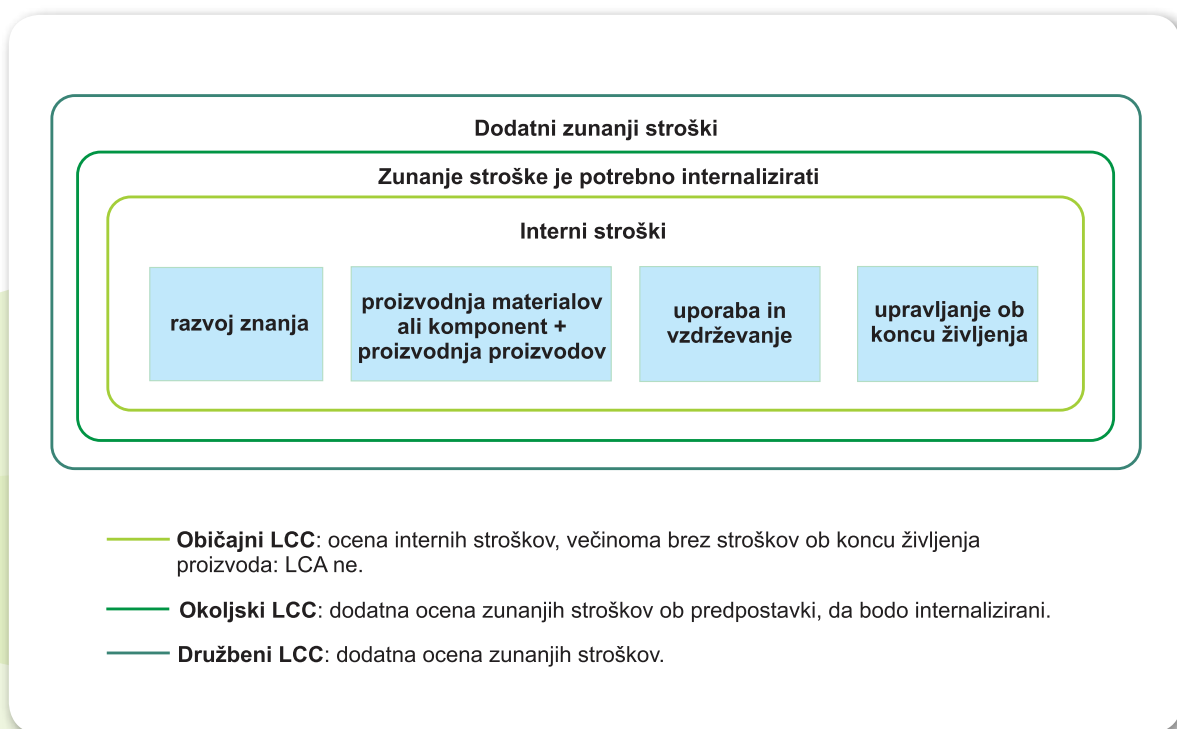 Dodatni zunanji stroški
Zunanje stroške je potrebno internalizirati
Interni stroški
razvoj znanja
proizvodnja materialov
ali komponent +
proizvodnja proizvodov
uporaba in
vzdrževanje
upravljanje ob
koncu življenja
Običajni LCC: ocena internih stroškov, večinoma brez stroškov ob koncu življenja
proizvoda: LCA ne.
Okoljski LCC: dodatna ocena zunanjih stroškov ob predpostavki, da bodo internalizirani.
Družbeni LCC: dodatna ocena zunanjih stroškov.